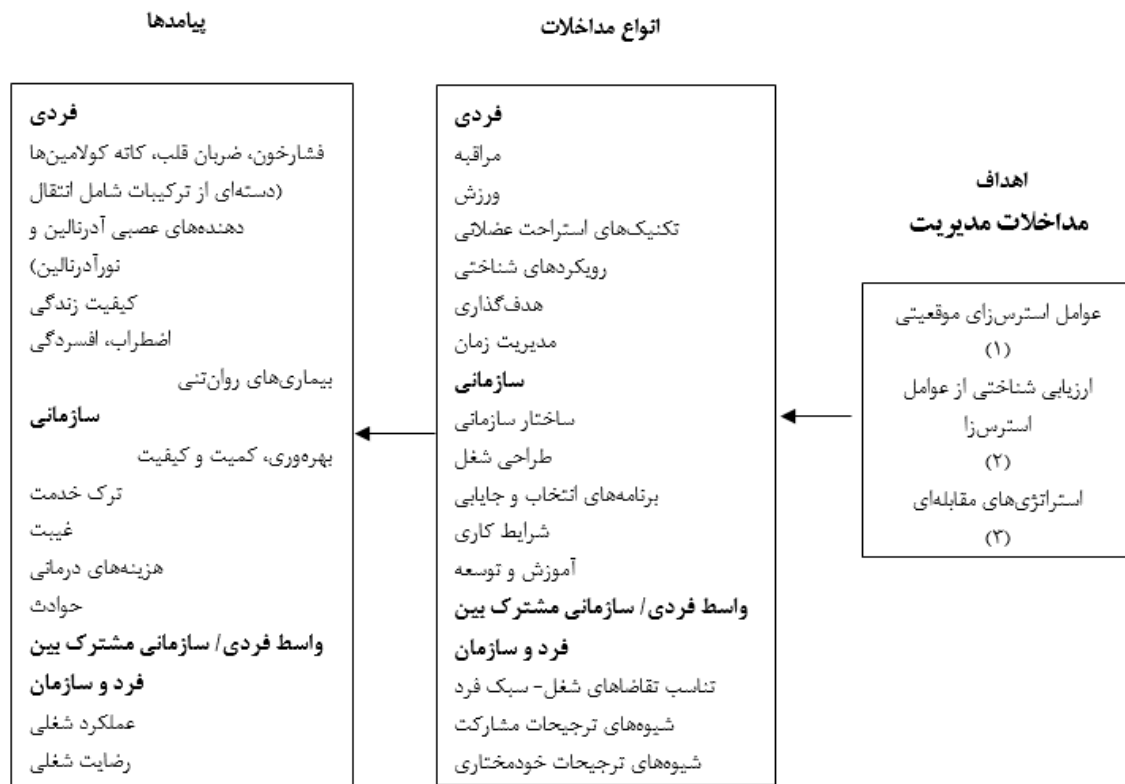 اهداف
مداخلات مدیریت
عوامل استرس‌زای موقعیتی
(۱)
ارزیابی شناختی از عوامل
استرس‌زا
(۲)
استراتژی‌های مقابله‌ای
(۳)
انواع مداخلات
فردی
مراقبه
ورزش
تکنیک‌های استراحت عضلانی
رویکردهای شناختی
هدف‌گذاری
مدیریت زمان
سازمانی
ساختار سازمانی
طراحی شغل
برنامه‌های انتخاب و جایابی
شرایط کاری
آموزش و توسعه
واسط فردی/ سازمانی مشترک بین
فرد و سازمان
تناسب تقاضاهای شغل- سبک فرد
شیوه‌های ترجیحات مشارکت
شیوه‌های ترجیحات خودمختاری
پیامدها
فردی
فشارخون، ضربان قلب، کاته کولامین‌ها
(دسته‌ای از ترکیبات شامل انتقال
دهنده‌های عصبی آدرنالین و
نورآدرنالین)
کیفیت زندگی
اضطراب، افسردگی
بیماری‌های روان‌تنی
سازمانی
بهره‌وری، کمیت و کیفیت
ترک خدمت
غیبت
هزینه‌های درمانی
حوادث
واسط فردی/ سازمانی مشترک بین
فرد و سازمان
عملکرد شغلی
رضایت شغلی